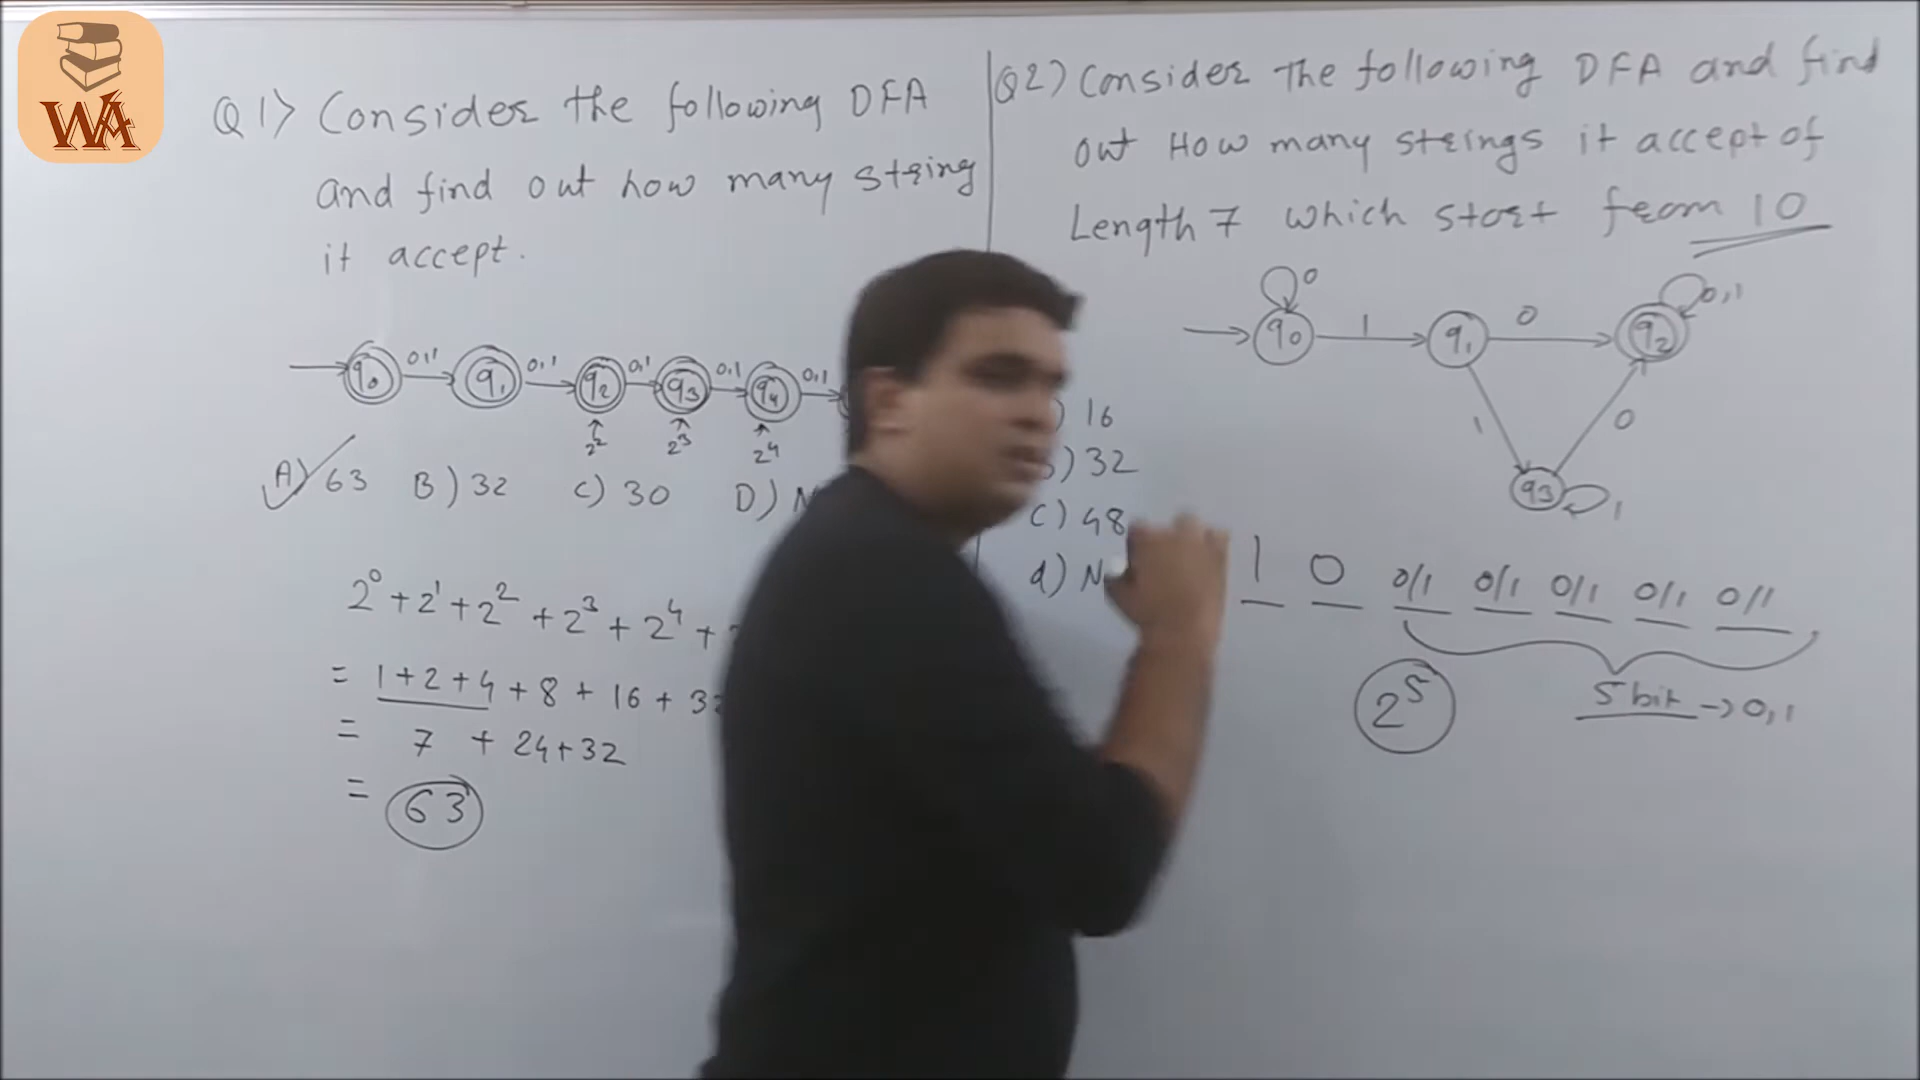 WA
Q1) Consider the following DFA
and find out how many string
it accept.
q0 0,1 q1 0,1 q2 0,1 q3 0,1 q4 0,1
2^2 2^3 2^4
A) 63 B) 32 C) 30 D) N
2^0 + 2^1 + 2^2 + 2^3 + 2^4 +
= 1 + 2 + 4 + 8 + 16 + 32
= 7 + 24 + 32
= 63
Q2) Consider The following DFA and find
out How many strings it accept of
Length 7 which start from 10
0
0,1
q0 1 q1 0 q2
1 0
q3 1
) 16
) 32
C) 48
d) N
1 0 0/1 0/1 0/1 0/1 0/1
2^5
5 bit → 0,1